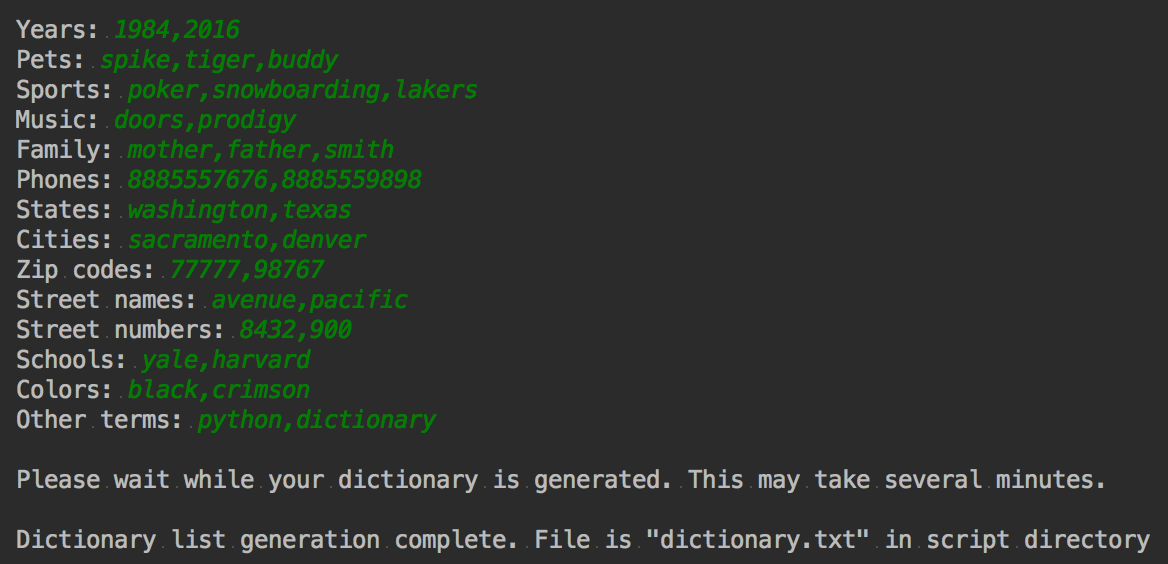 Years: 1984,2016
Pets: spike,tiger,buddy
Sports: poker,snowboarding,lakers
Music: doors,prodigy
Family: mother,father,smith
Phones: 8885557676,8885559898
States: washington,texas
Cities: sacramento,denver
Zip codes: 77777,98767
Street names: avenue,pacific
Street numbers: 8432,900
Schools: yale,harvard
Colors: black,crimson
Other terms: python,dictionary
Please wait while your dictionary is generated. This may take several minutes.
Dictionary list generation complete. File is "dictionary.txt" in script directory